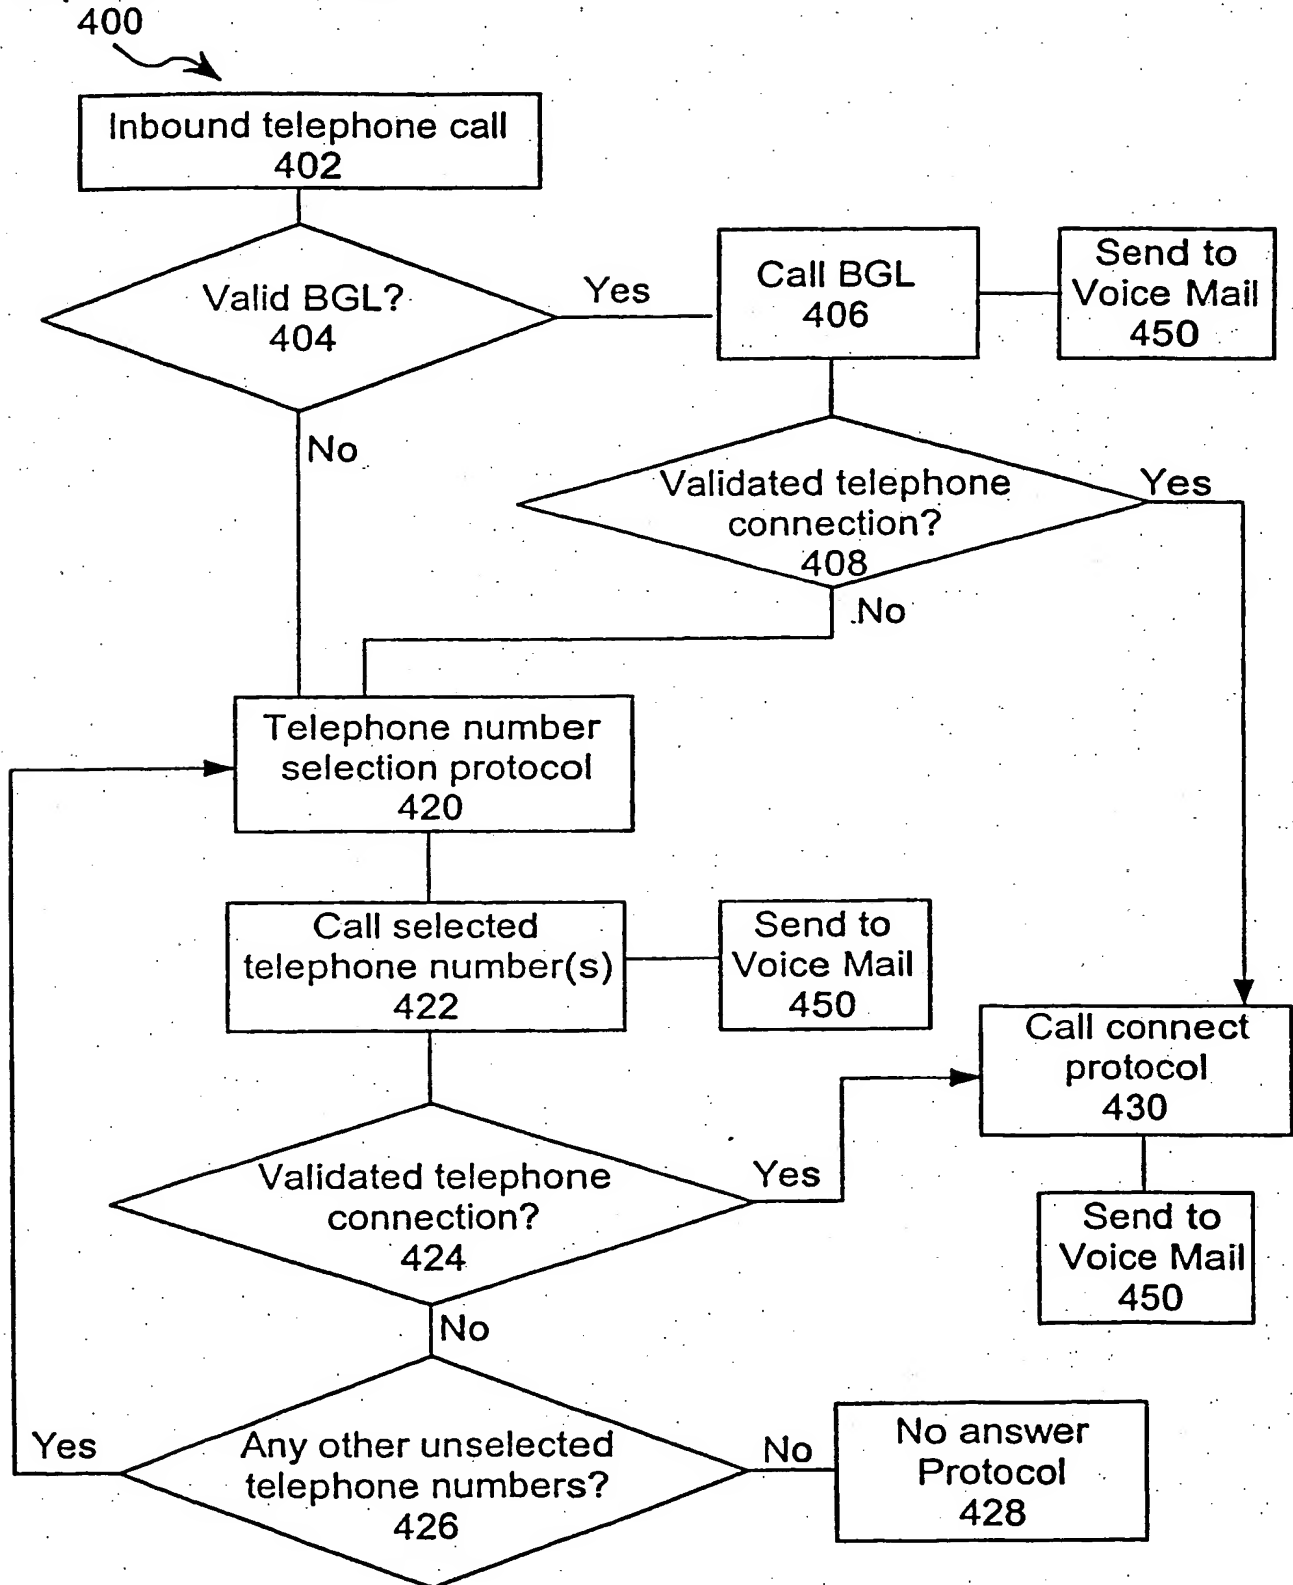 400
Inbound telephone call
402
Valid BGL?
404
Yes
No
Call BGL
406
Send to
Voice Mail
450
Validated telephone
connection?
408
Yes
No
Telephone number
selection protocol
420
Call selected
telephone number(s)
422
Send to
Voice Mail
450
Call connect
protocol
430
Send to
Voice Mail
450
Validated telephone
connection?
424
Yes
No
Any other unselected
telephone numbers?
426
Yes
No
No answer
Protocol
428